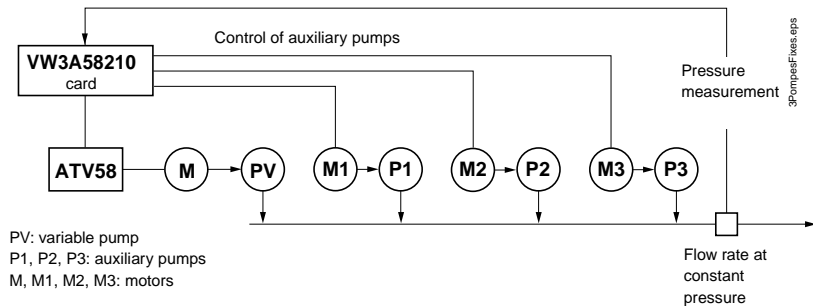 Control of auxiliary pumps
VW3A58210
card
Pressure
measurement
3PompesFixes.eps
ATV58
M
PV
M1
P1
M2
P2
M3
P3
PV: variable pump
P1, P2, P3: auxiliary pumps
M, M1, M2, M3: motors
Flow rate at
constant
pressure